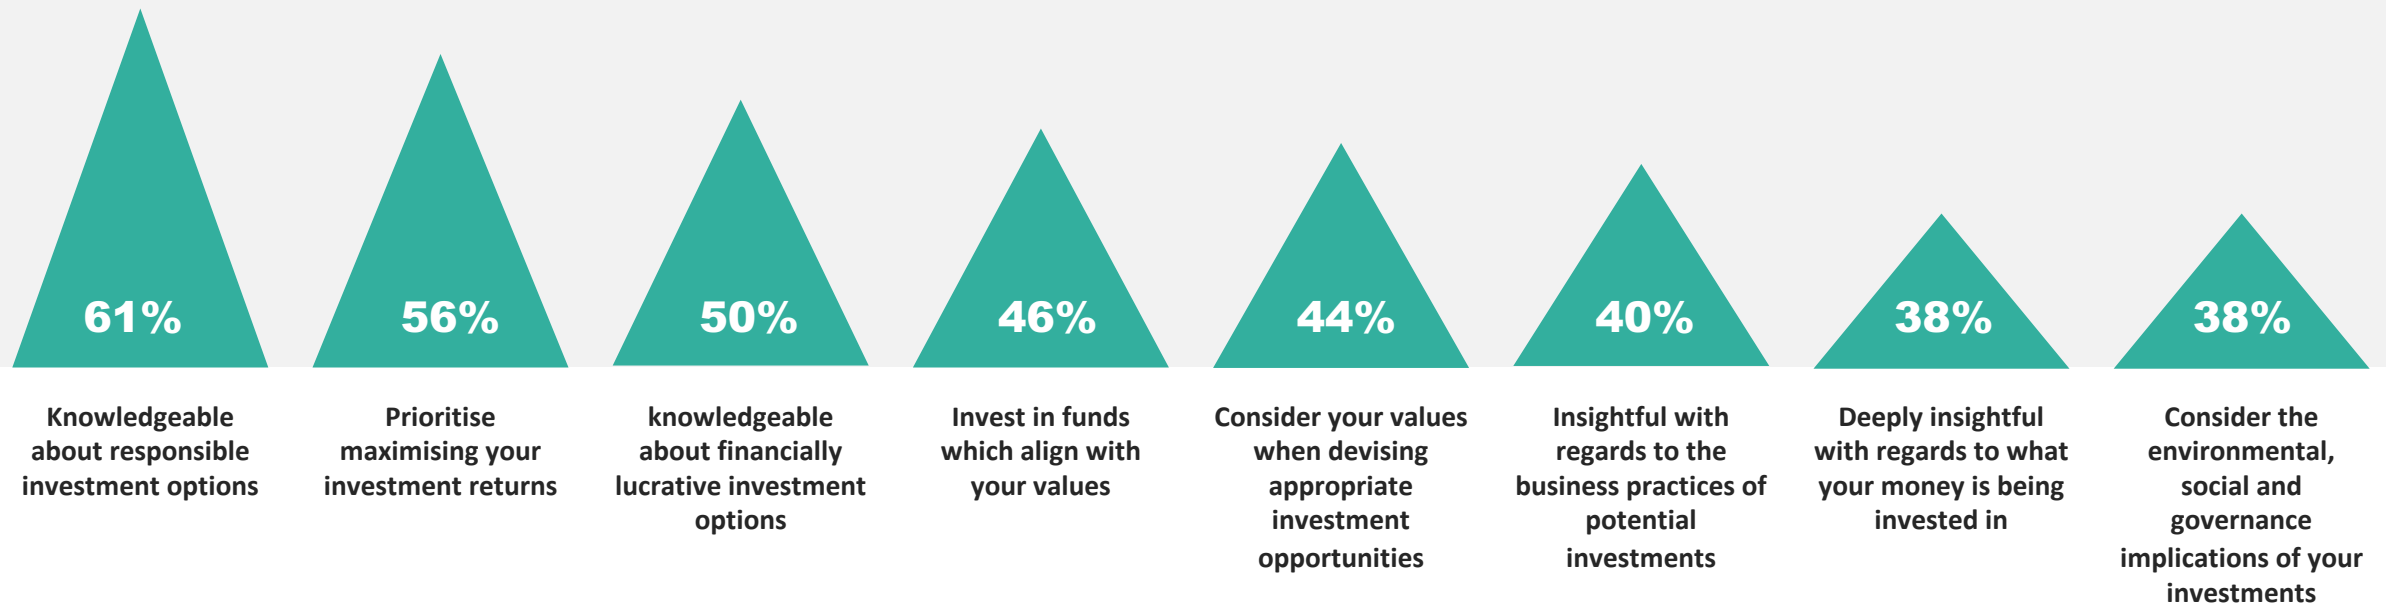 61%
56%
50%
46%
44%
40%
38%
38%
Knowledgeable
about responsible
investment options
Prioritise
maximising your
investment returns
knowledgeable
about financially
lucrative investment
options
Invest in funds
which align with
your values
Consider your values
when devising
appropriate
investment
opportunities
Insightful with
regards to the
business practices of
potential
investments
Deeply insightful
with regards to what
your money is being
invested in
Consider the
environmental,
social and
governance
implications of your
investments